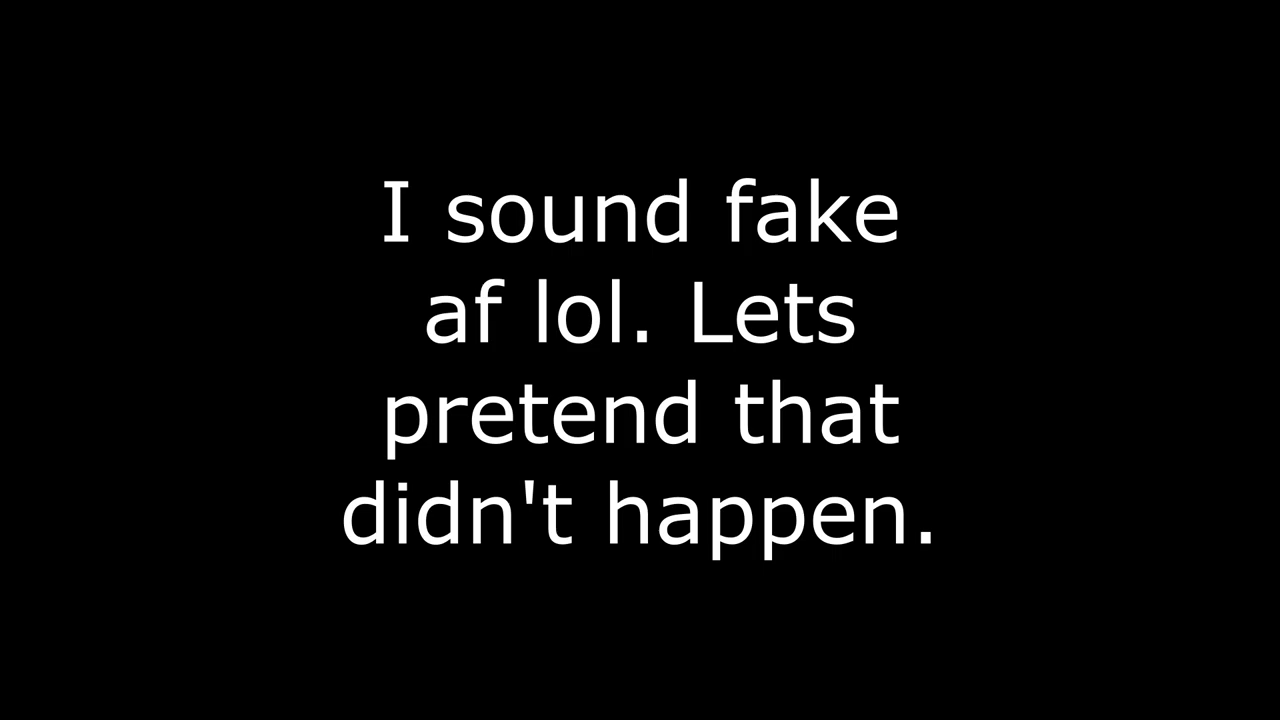 I sound fake
af lol. Lets
pretend that
didn't happen.